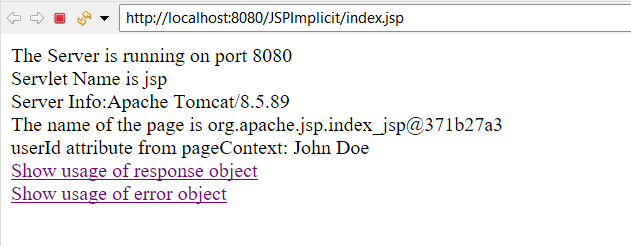 http://localhost:8080/JSPImplicit/index.jsp
The Server is running on port 8080
Servlet Name is jsp
Server Info:Apache Tomcat/8.5.89
The name of the page is org.apache.jsp.index_jsp@371b27a3
userId attribute from pageContext: John Doe
Show usage of response object
Show usage of error object